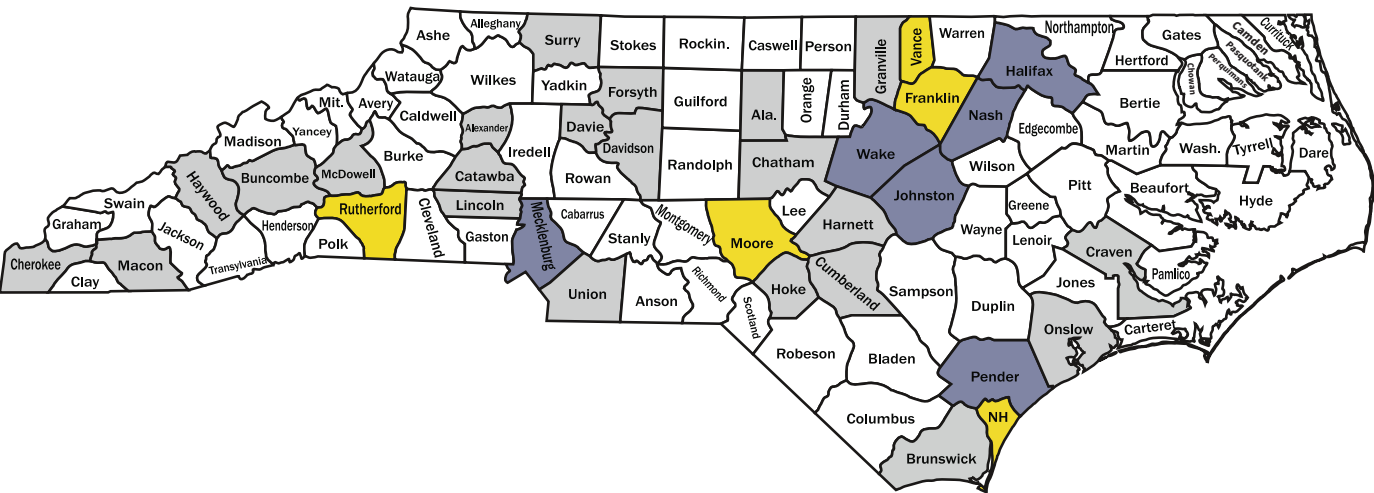 Alleghany
Ashe
Surry
Stokes
Rockin.
Caswell
Person
Granville
Vance
Warren
Northampton
Gates
Currituck
Camden
Pasquotank
Perquimans
Chowan
Hertford
Halifax
Watauga
Wilkes
Yadkin
Forsyth
Guilford
Ala.
Orange
Durham
Franklin
Nash
Bertie
Mit.
Avery
Caldwell
Alexander
Davie
Davidson
Edgecombe
Madison
Yancey
Burke
Iredell
Randolph
Chatham
Wake
Wilson
Martin
Wash.
Tyrrell
Dare
Haywood
Buncombe
McDowell
Catawba
Rowan
Johnston
Pitt
Beaufort
Hyde
Swain
Rutherford
Cleveland
Lincoln
Mecklenburg
Cabarrus
Montgomery
Lee
Harnett
Greene
Graham
Jackson
Henderson
Polk
Gaston
Stanly
Moore
Wayne
Lenoir
Craven
Cherokee
Macon
Transylvania
Clay
Union
Anson
Richmond
Scotland
Hoke
Cumberland
Sampson
Duplin
Jones
Pamlico
Onslow
Carteret
Robeson
Bladen
Pender
Columbus
NH
Brunswick